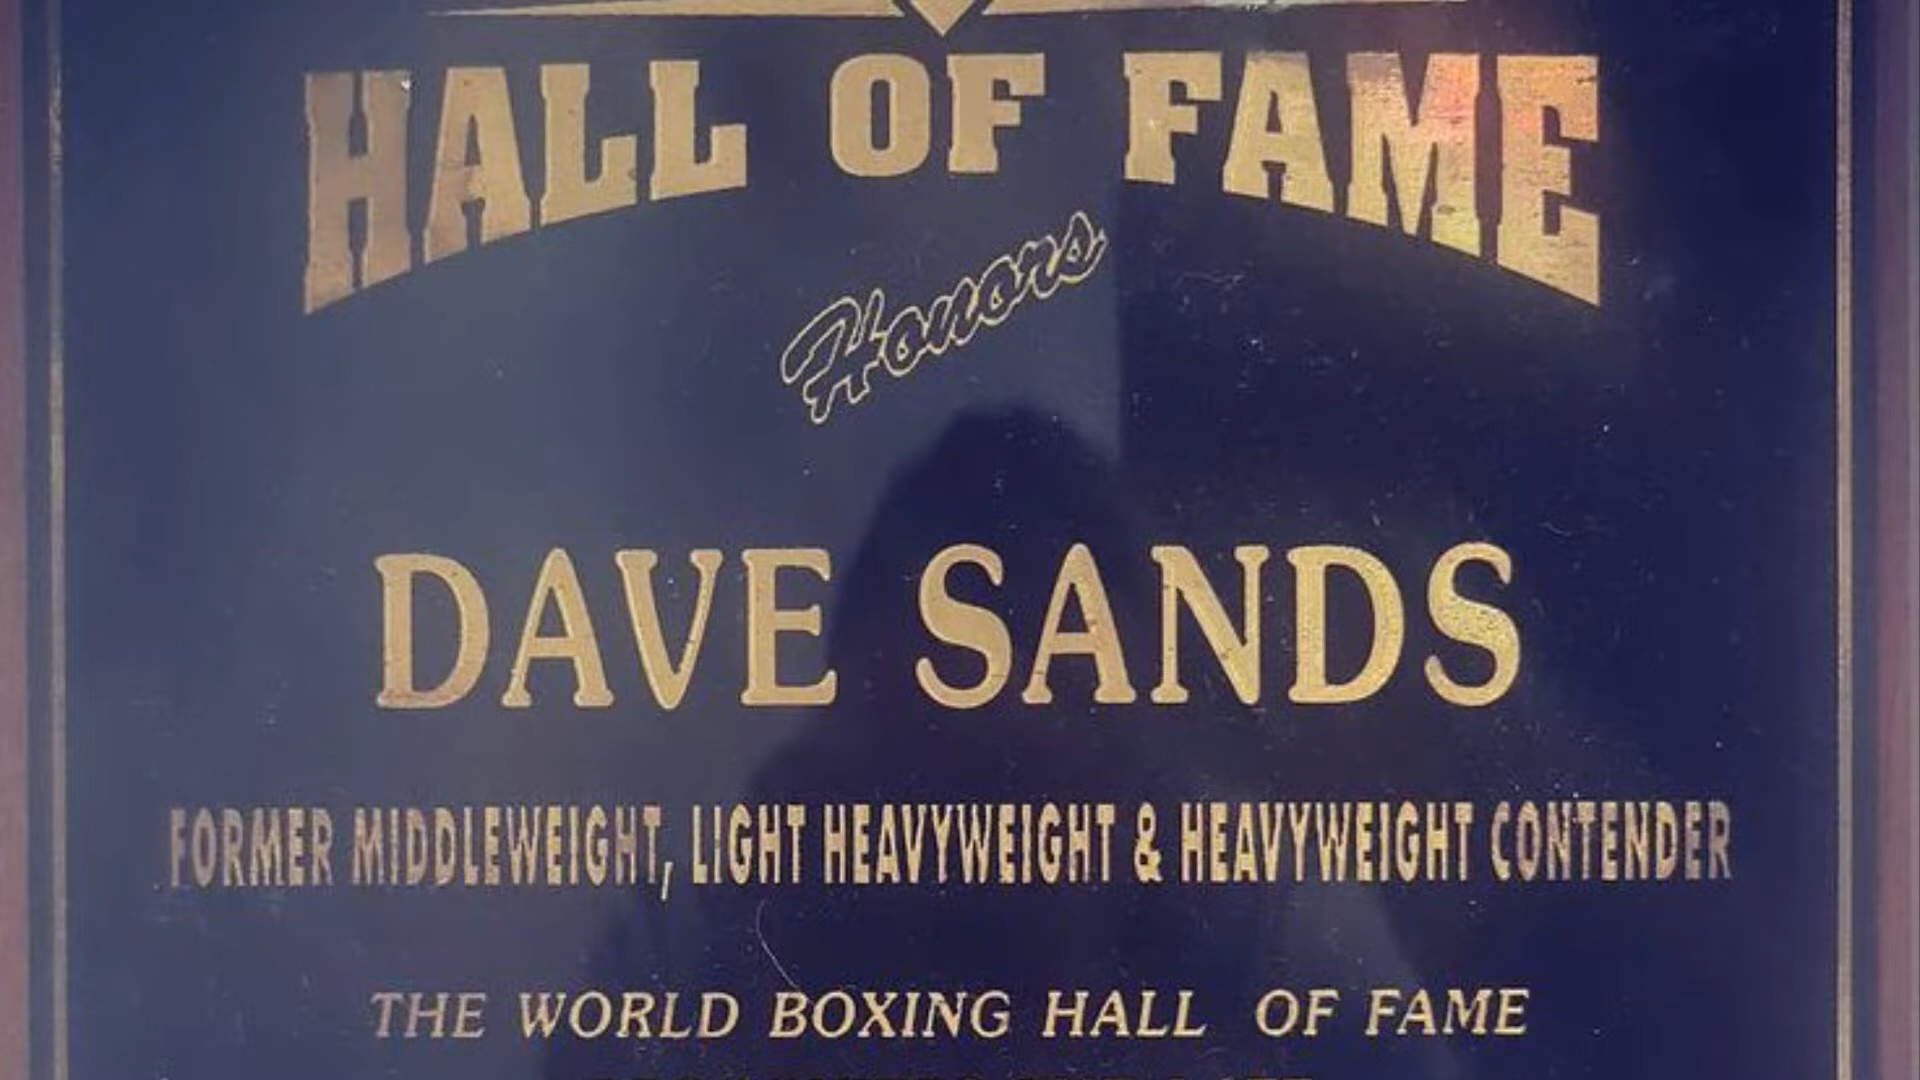 HALL OF FAME
Honors
DAVE SANDS
FORMER MIDDLEWEIGHT, LIGHT HEAVYWEIGHT & HEAVYWEIGHT CONTENDER
THE WORLD BOXING HALL OF FAME